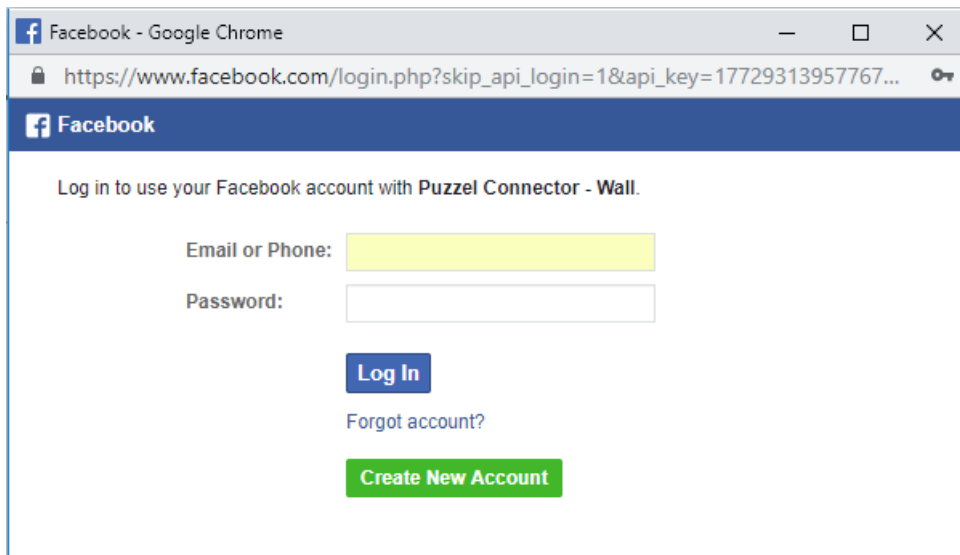 Facebook - Google Chrome
https://www.facebook.com/login.php?skip_api_login=1&api_key=17729313957767...
Facebook
Log in to use your Facebook account with Puzzel Connector - Wall.
Email or Phone:
Password:
Log In
Forgot account?
Create New Account